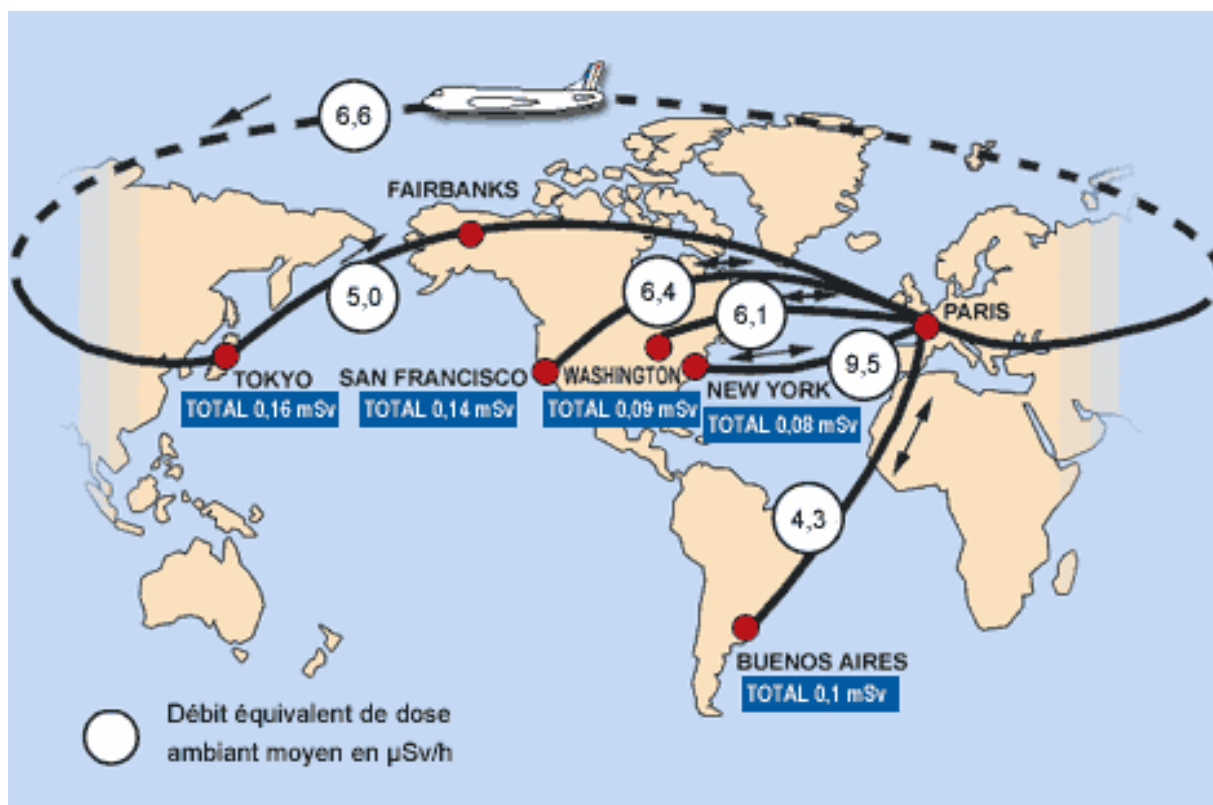 6,6
FAIRBANKS
5,0
6,4
6,1
PARIS
9,5
TOKYO
TOTAL 0,16 mSv
SAN FRANCISCO
TOTAL 0,14 mSv
WASHINGTON
TOTAL 0,09 mSv
NEW YORK
TOTAL 0,08 mSv
4,3
BUENOS AIRES
TOTAL 0,1 mSv
Débit équivalent de dose
ambiant moyen en µSv/h